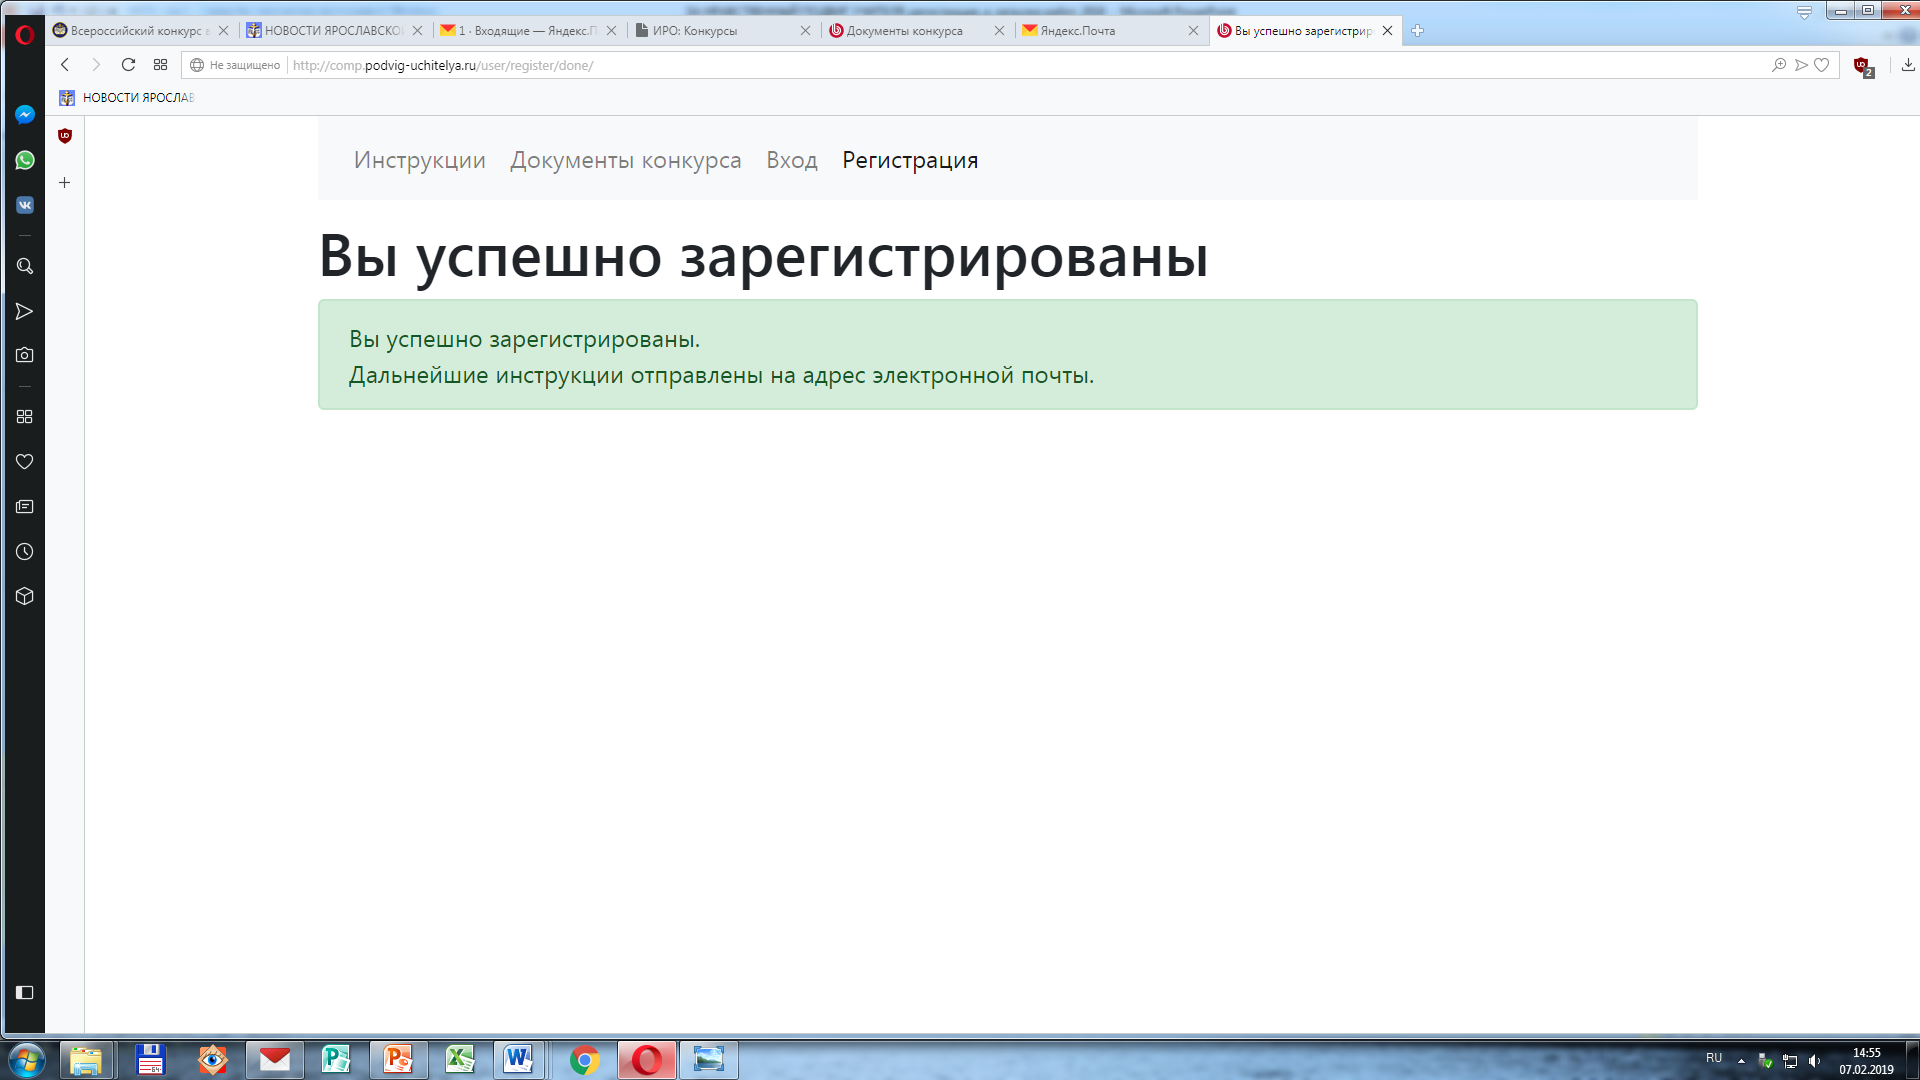 Всероссийский конкурс
НОВОСТИ ЯРОСЛАВСКО
1 · Входящие — Яндекс.П
ИРО: Конкурсы
Документы конкурса
Яндекс.Почта
Вы успешно зарегистрир
Не защищено
http://comp.podvig-uchitelya.ru/user/register/done/
2
НОВОСТИ ЯРОСЛАВ
Инструкции
Документы конкурса
Вход
Регистрация
Вы успешно зарегистрированы
Вы успешно зарегистрированы.
Дальнейшие инструкции отправлены на адрес электронной почты.
64
RU
14:55
07.02.2019